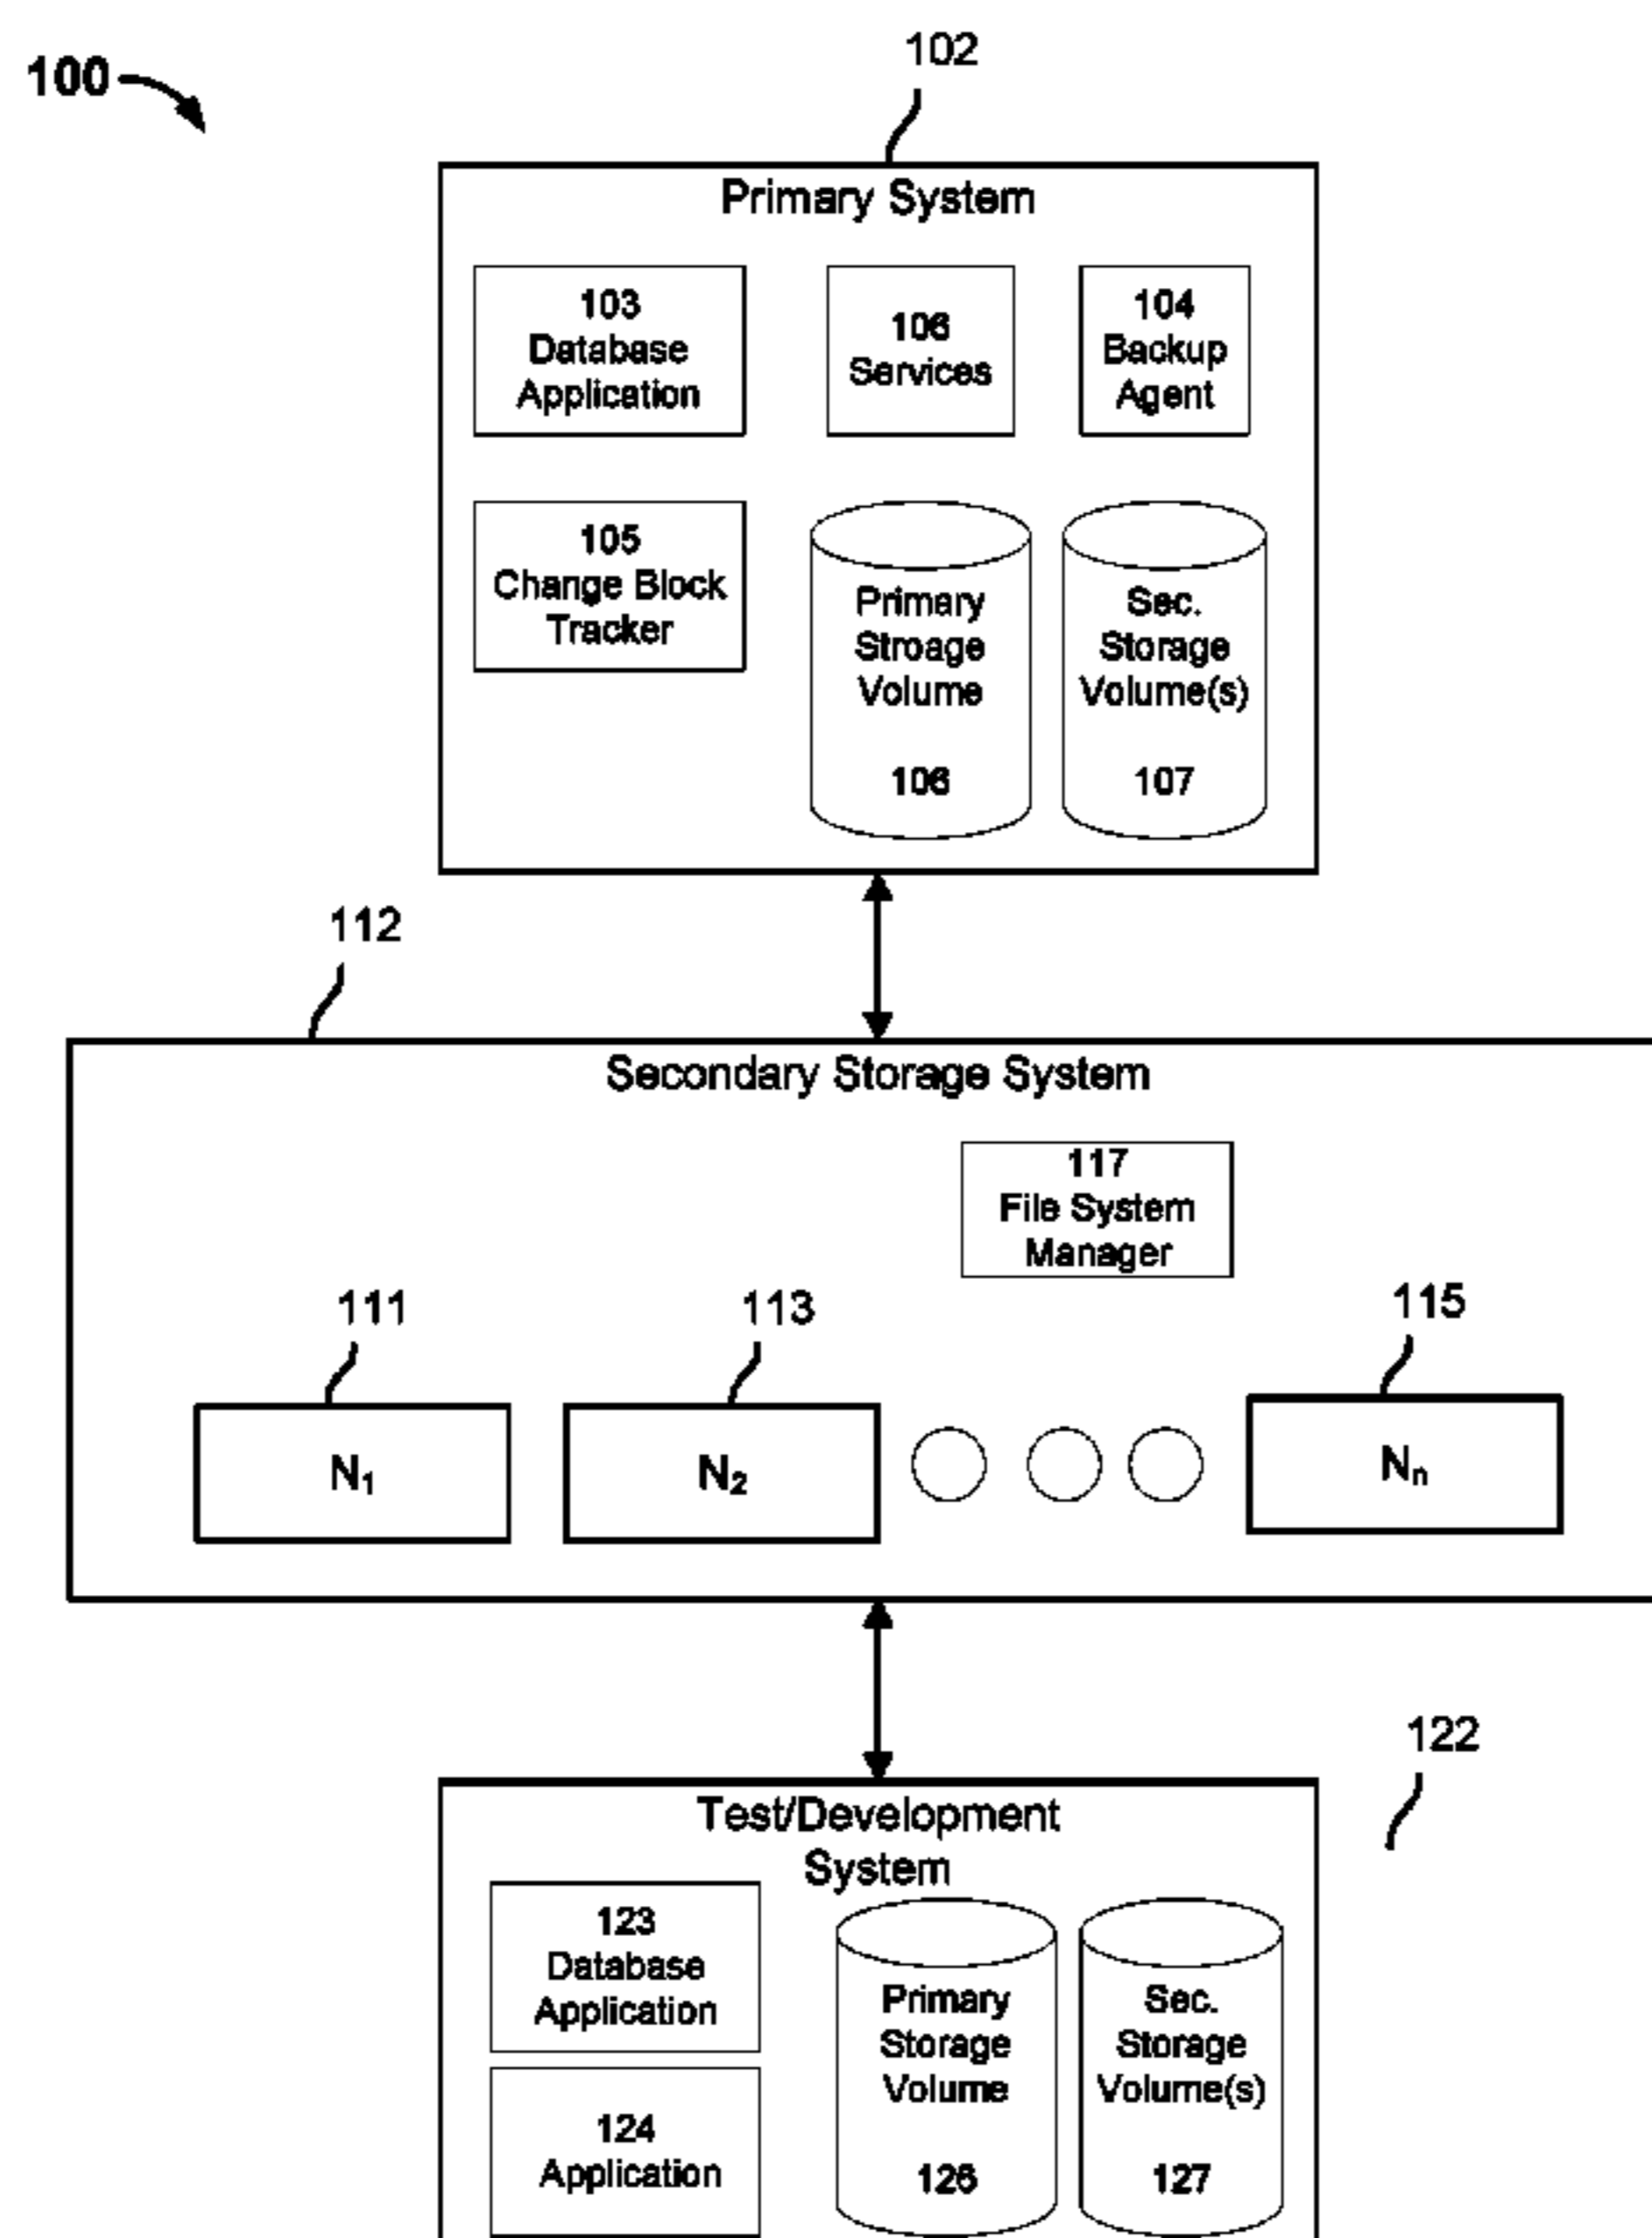 100
102
Primary System
103
Database
Application
106
Services
104
Backup
Agent
105
Change Block
Tracker
Primary
Stroage
Volume
106
Sec.
Storage
Volume(s)
107
112
Secondary Storage System
117
File System
Manager
111
113
115
N₁
N₂
Nₙ
122
Test/Development
System
123
Database
Application
124
Application
Primary
Storage
Volume
126
Sec.
Storage
Volume(s)
127